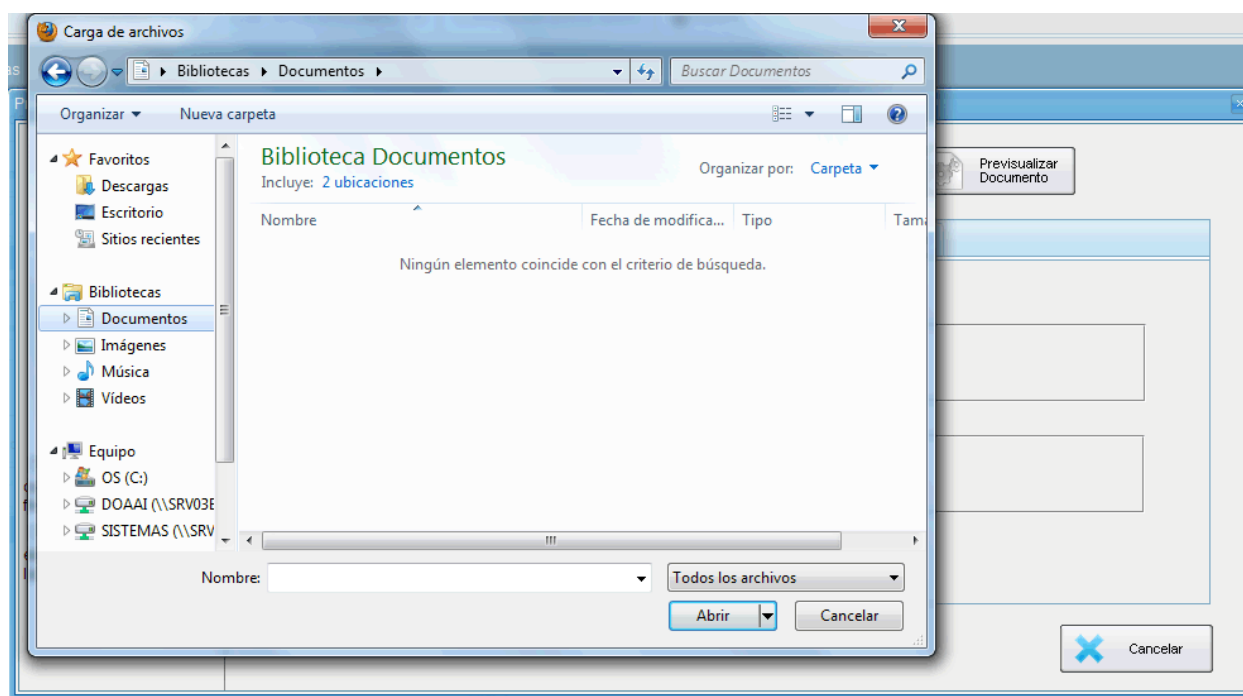 Carga de archivos
Bibliotecas Documentos
Buscar Documentos
Organizar Nueva carpeta
Favoritos
Descargas
Escritorio
Sitios recientes
Bibliotecas
Documentos
Imágenes
Música
Vídeos
Equipo
OS (C:)
DOAAI (\\SRV03E
SISTEMAS (\\SRV
Biblioteca Documentos
Incluye: 2 ubicaciones
Organizar por: Carpeta
Nombre Fecha de modifica... Tipo Tam
Ningún elemento coincide con el criterio de búsqueda.
Nombre:
Todos los archivos
Abrir Cancelar
Previsualizar
Documento
Cancelar